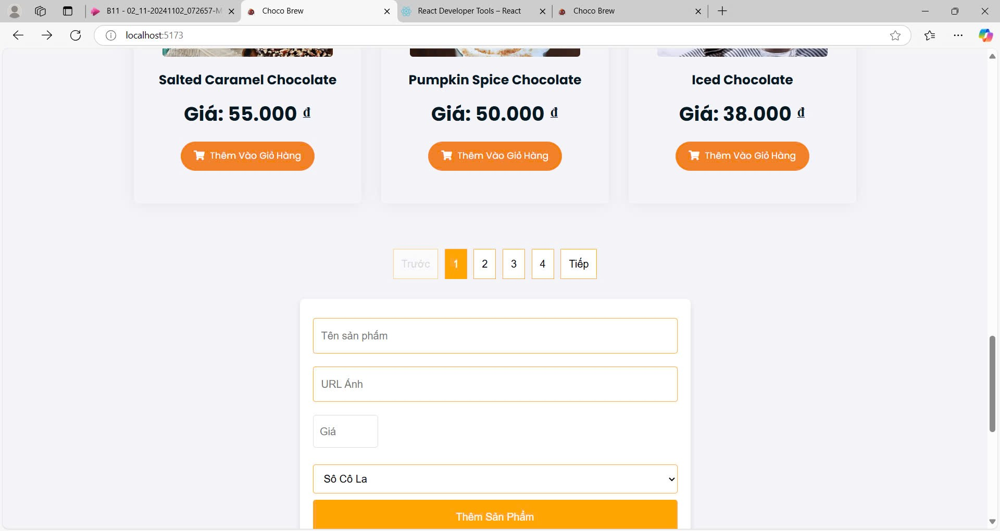 B11 - 02_11-20241102_072657-M
Choco Brew
React Developer Tools – React
Choco Brew
localhost:5173
Salted Caramel Chocolate
Pumpkin Spice Chocolate
Iced Chocolate
Giá: 55.000 ₫
Giá: 50.000 ₫
Giá: 38.000 ₫
Thêm Vào Giỏ Hàng
Thêm Vào Giỏ Hàng
Thêm Vào Giỏ Hàng
Trước 1 2 3 4 Tiếp
Tên sản phẩm
URL Ảnh
Giá
Sô Cô La
Thêm Sản Phẩm